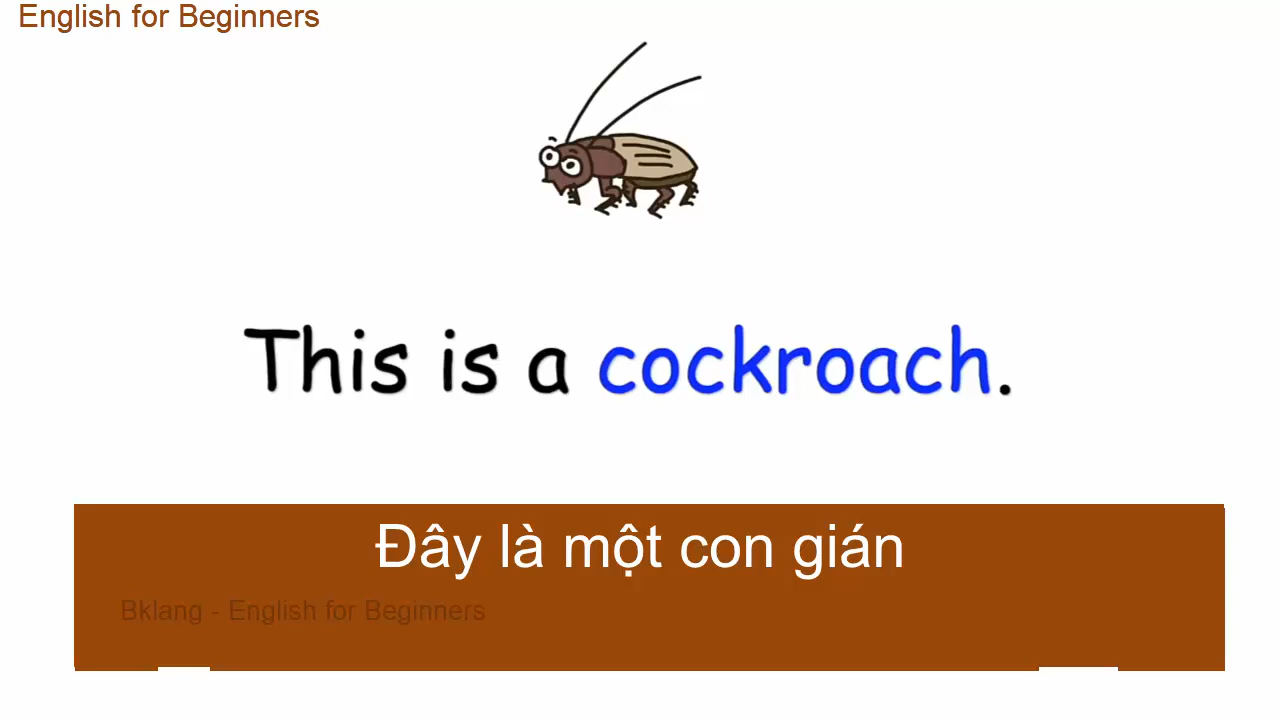 English for Beginners
This is a cockroach.
Đây là một con gián
Bklang - English for Beginners